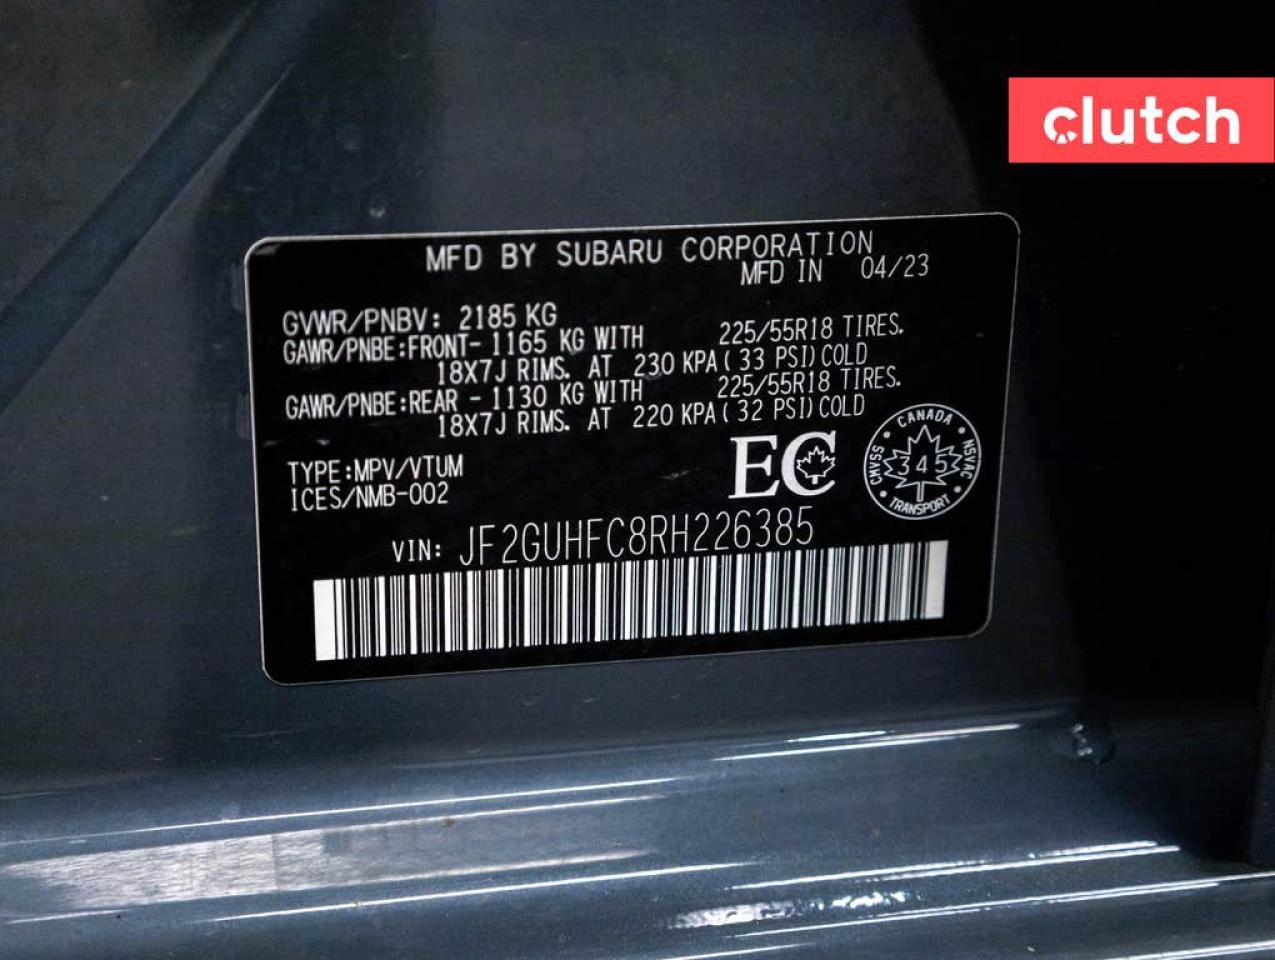 clutch
MFD BY SUBARU CORPORATION
MFD IN 04/23
GVWR/PNBV: 2185 KG
GAWR/PNBE:FRONT- 1165 KG WITH 225/55R18 TIRES.
18X7J RIMS. AT 230 KPA(33 PSI)COLD
GAWR/PNBE:REAR - 1130 KG WITH 225/55R18 TIRES.
18X7J RIMS. AT 220 KPA(32 PSI)COLD
TYPE:MPV/VTUM
ICES/NMB-002
EC
CANADA
CMVSS 345 NSVAC
TRANSPORT
VIN: JF2GUHFC8RH226385